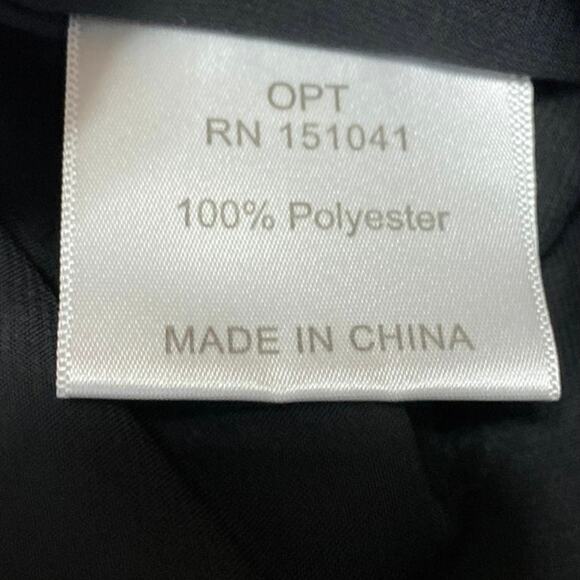 OPT
RN 151041
100% Polyester
MADE IN CHINA